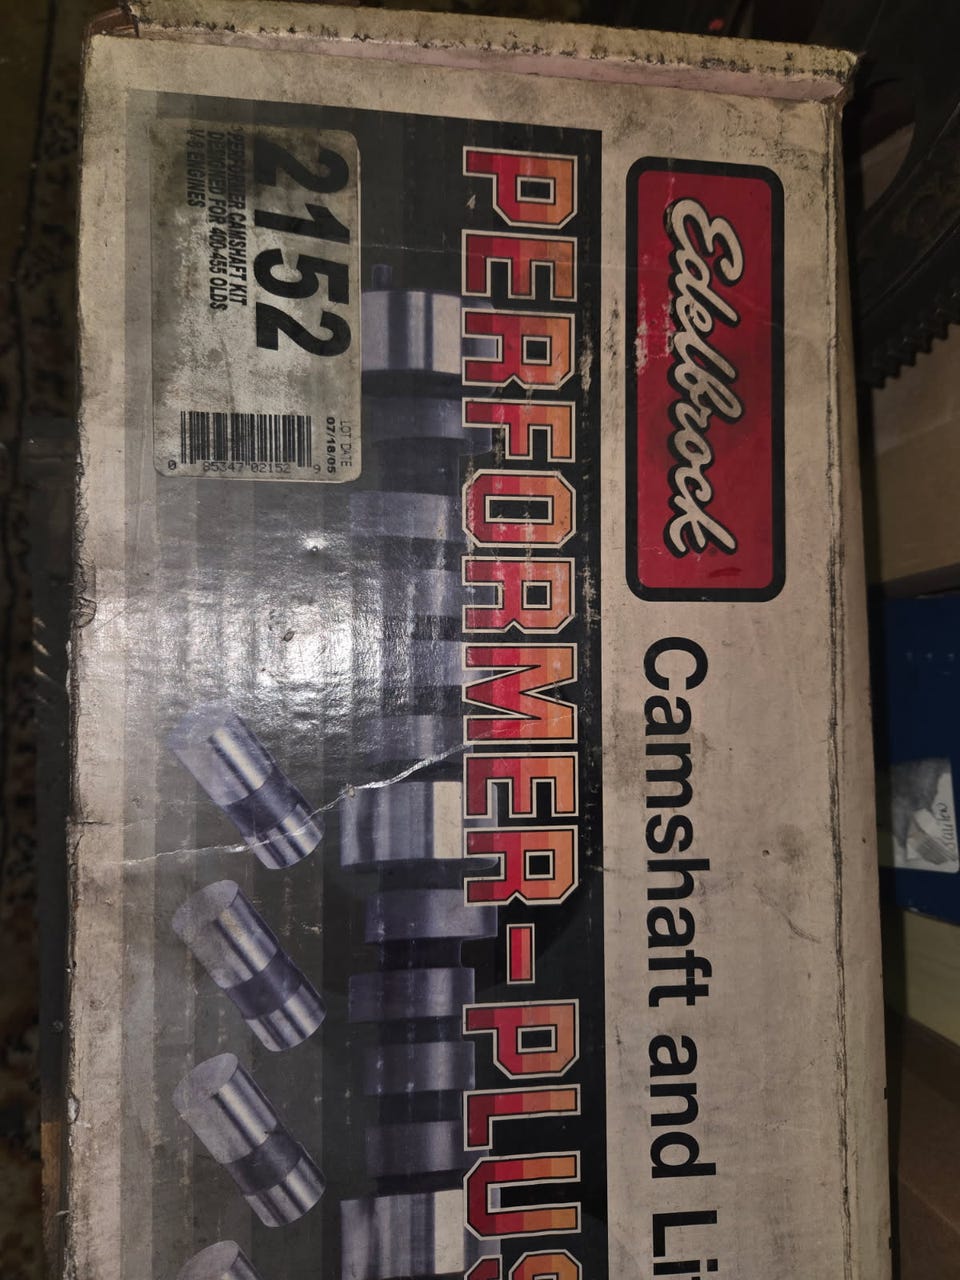 Edelbrock Camshaft and Li
PERFORMER-PLUS
2152
PERFORMER CAMSHAFT KIT
DESIGNED FOR 400-455 OLDS
V-8 ENGINES
LOT DATE
07/18/05
0 85347 02152 9